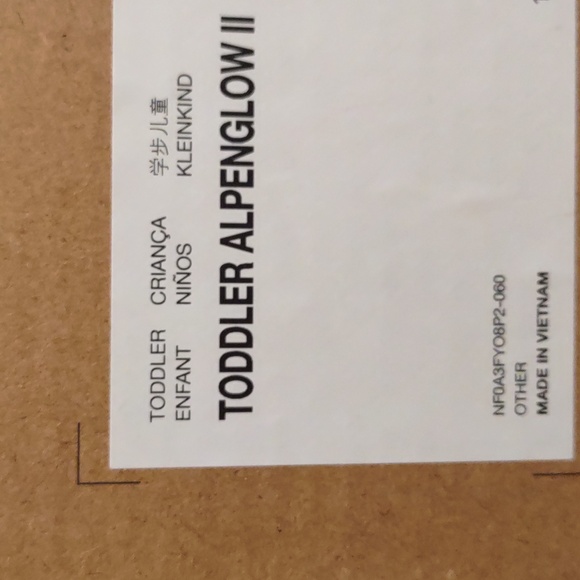 TODDLER CRIANÇA 学步儿童
ENFANT NIÑOS KLEINKIND
TODDLER ALPENGLOW II
NF0A3FYO8P2-060
OTHER
MADE IN VIETNAM